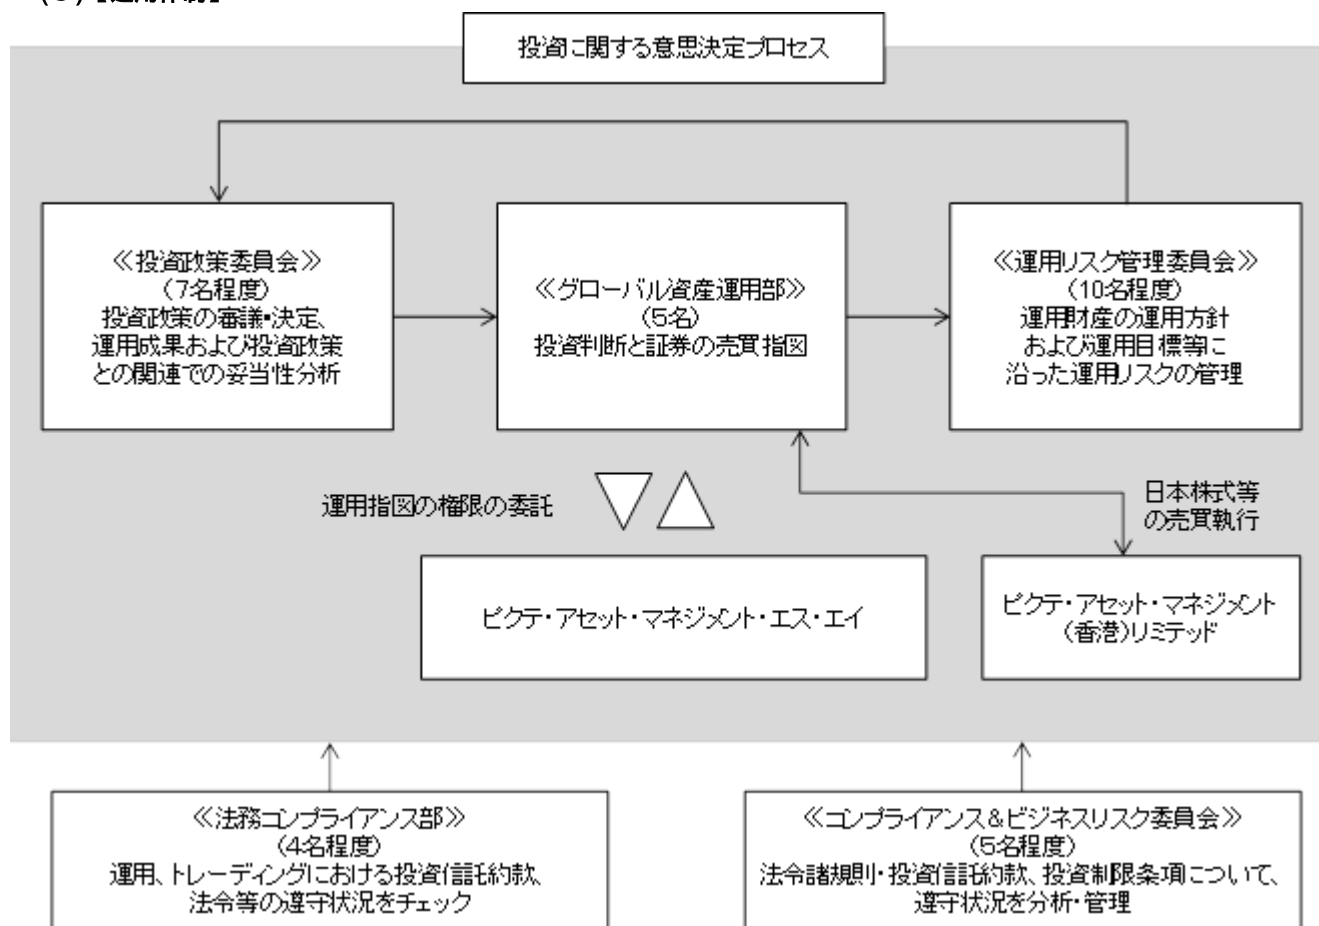 投資に関する意思決定プロセス
≪投資政策委員会≫
(7名程度)
投資政策の審議・決定、
運用成果および投資政策
との関連での妥当性分析
≪グローバル資産運用部≫
(5名)
投資判断と証券の売買指図
≪運用リスク管理委員会≫
(10名程度)
運用財産の運用方針
および運用目標等に
沿った運用リスクの管理
運用指図の権限の委託
日本株式等
の売買執行
ピクテ・アセット・マネジメント・エス・エイ
ピクテ・アセット・マネジメント
(香港)リミテッド
≪法務コンプライアンス部≫
(4名程度)
運用、トレーディングにおける投資信託約款、
法令等の遵守状況をチェック
≪コンプライアンス&ビジネスリスク委員会≫
(5名程度)
法令諸規則・投資信託約款、投資制限条項について、
遵守状況を分析・管理